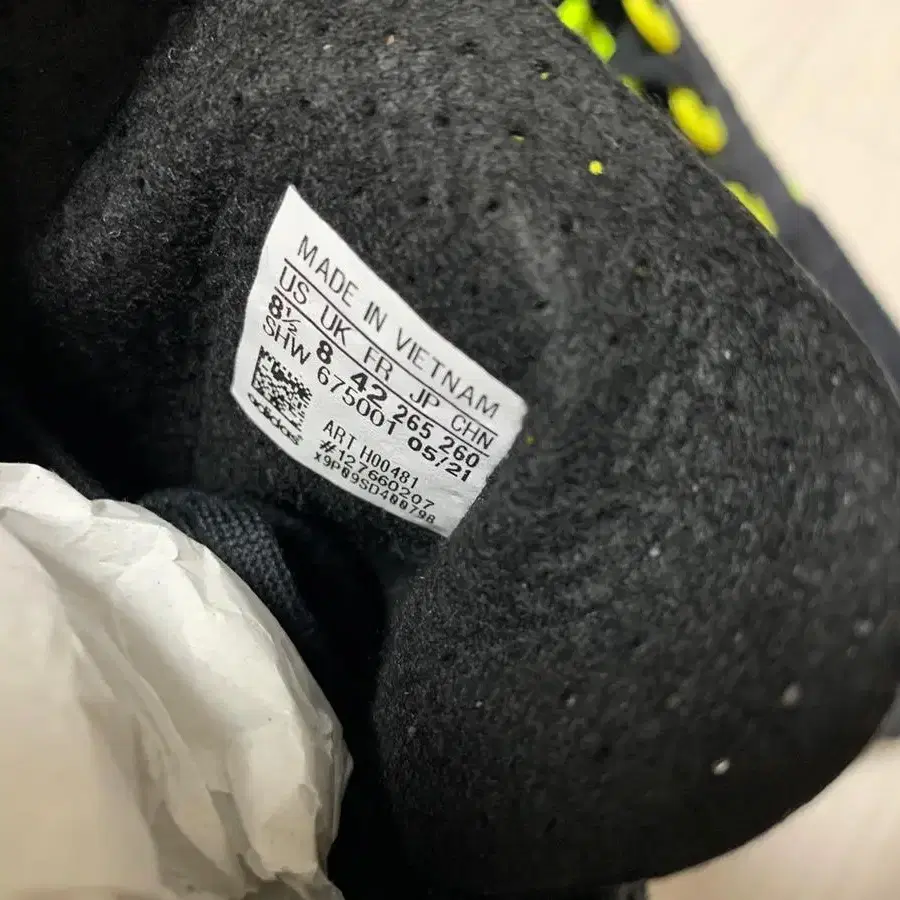 MADE IN VIETNAM
US UK FR JP CHN
8½ 8 42 265 260
SHW 675001 05/21
ART H00481
#127660207
x9P09SD400798
adidas